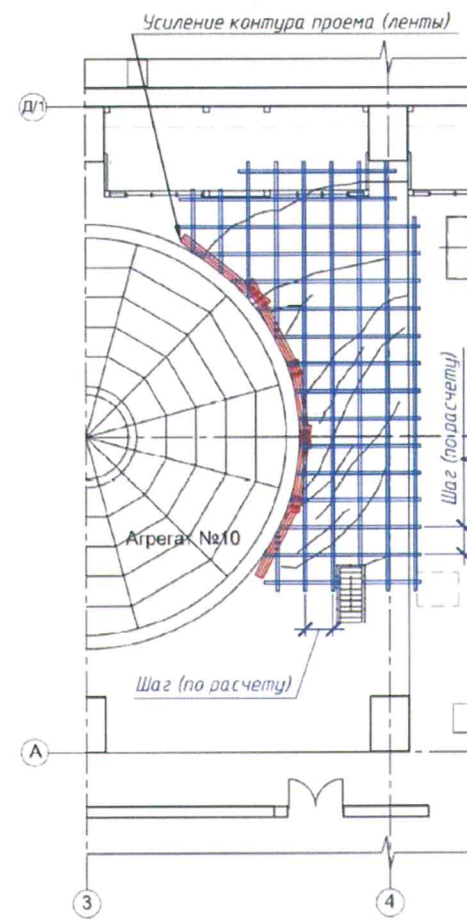 Усиление контура проема (ленты)
Д/1
Шаг (по расчету)
Агрегат №10
Шаг (по расчету)
А
3
4